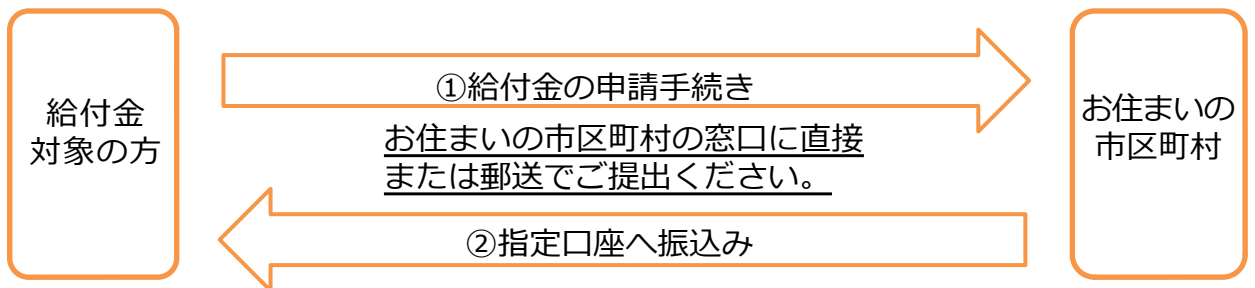 給付金
対象の方
①給付金の申請手続き
お住まいの市区町村の窓口に直接
または郵送でご提出ください。
②指定口座へ振込み
お住まいの
市区町村